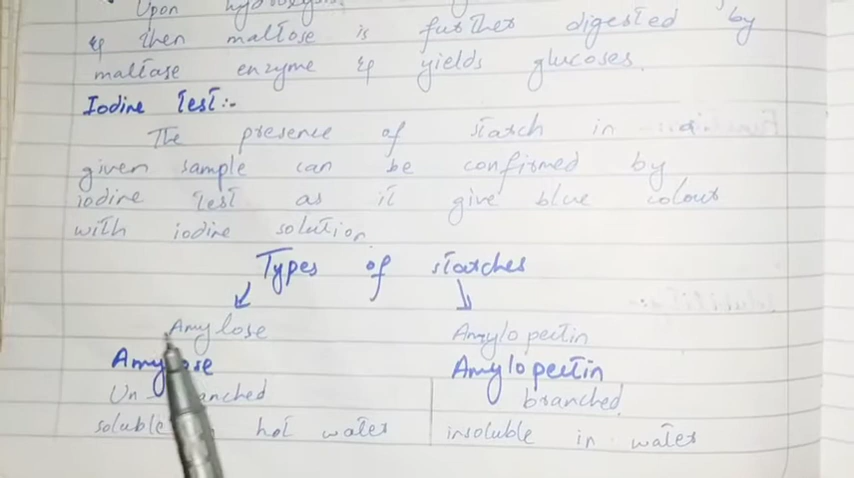 Upon
& then maltose is further digested by
maltase enzyme & yields glucoses.
Iodine Test:-
The presence of starch in a
given sample can be confirmed by
iodine test as it give blue colour
with iodine solution.
Types of starches
Amylose Amylopectin
Amylose Amylopectin
branched
soluble hot water insoluble in water